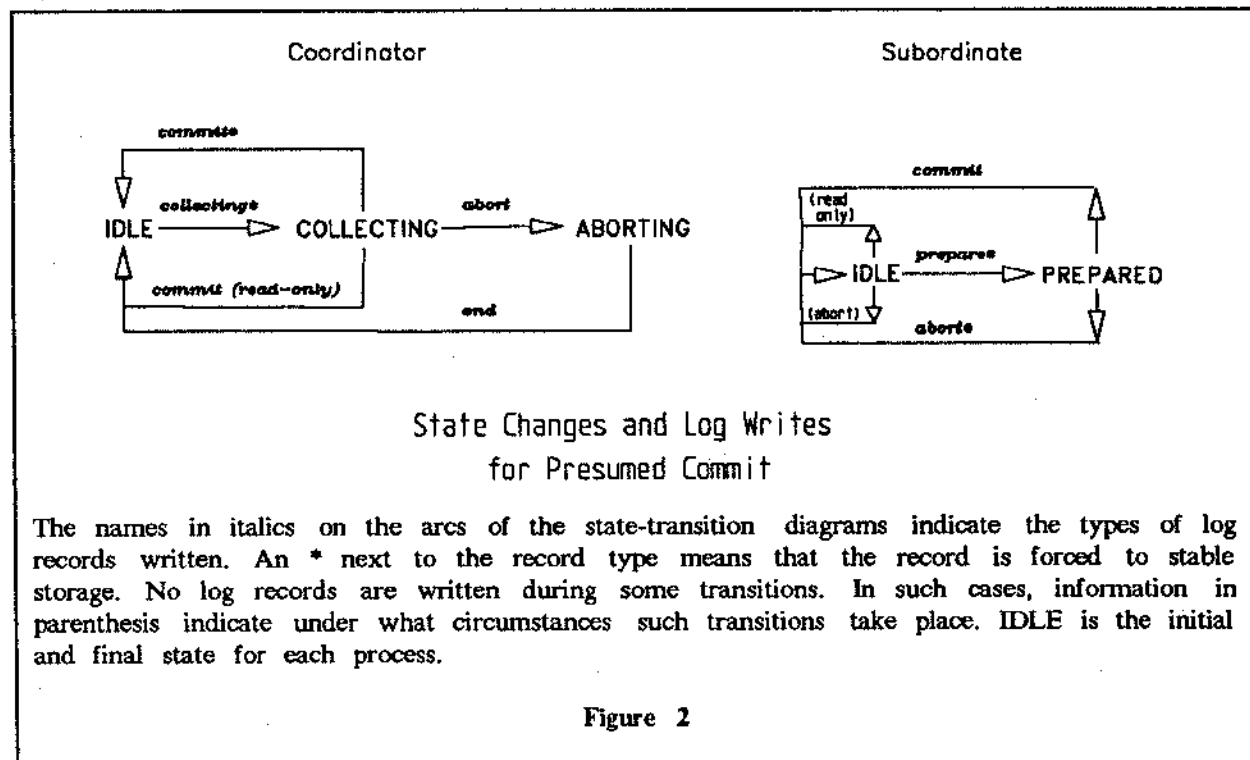 Coordinator
Subordinate
commit*
collecting*
abort
IDLE
COLLECTING
ABORTING
commit (read-only)
end
commit
(read only)
prepare*
IDLE
PREPARED
(abort)
abort*
State Changes and Log Writes
for Presumed Commit
The names in italics on the arcs of the state-transition diagrams indicate the types of log
records written. An * next to the record type means that the record is forced to stable
storage. No log records are written during some transitions. In such cases, information in
parenthesis indicate under what circumstances such transitions take place. IDLE is the initial
and final state for each process.
Figure 2